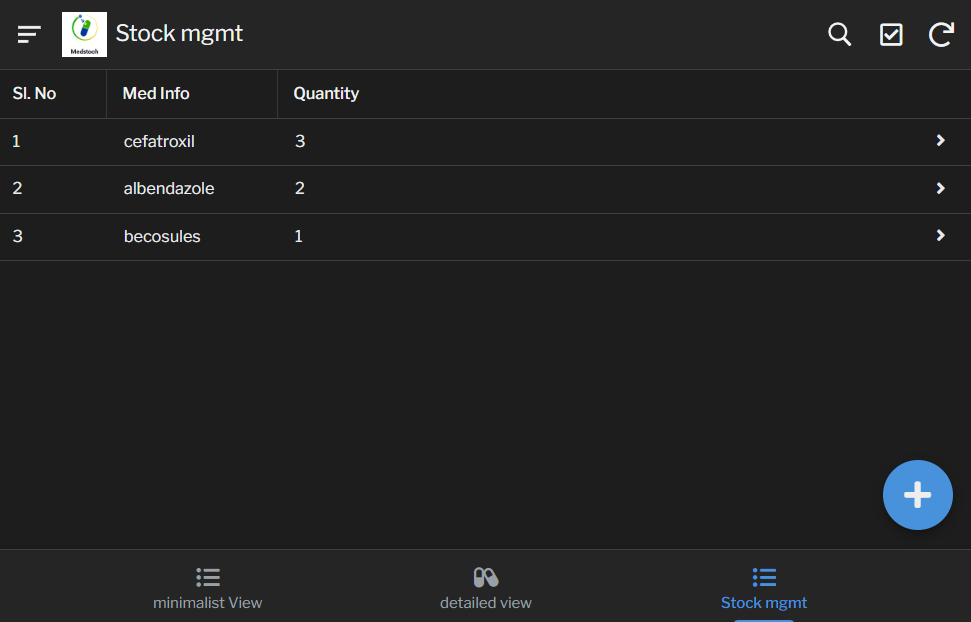 Medstoch
Stock mgmt
Sl. No Med Info Quantity
1 cefatroxil 3
2 albendazole 2
3 becosules 1
minimalist View detailed view Stock mgmt